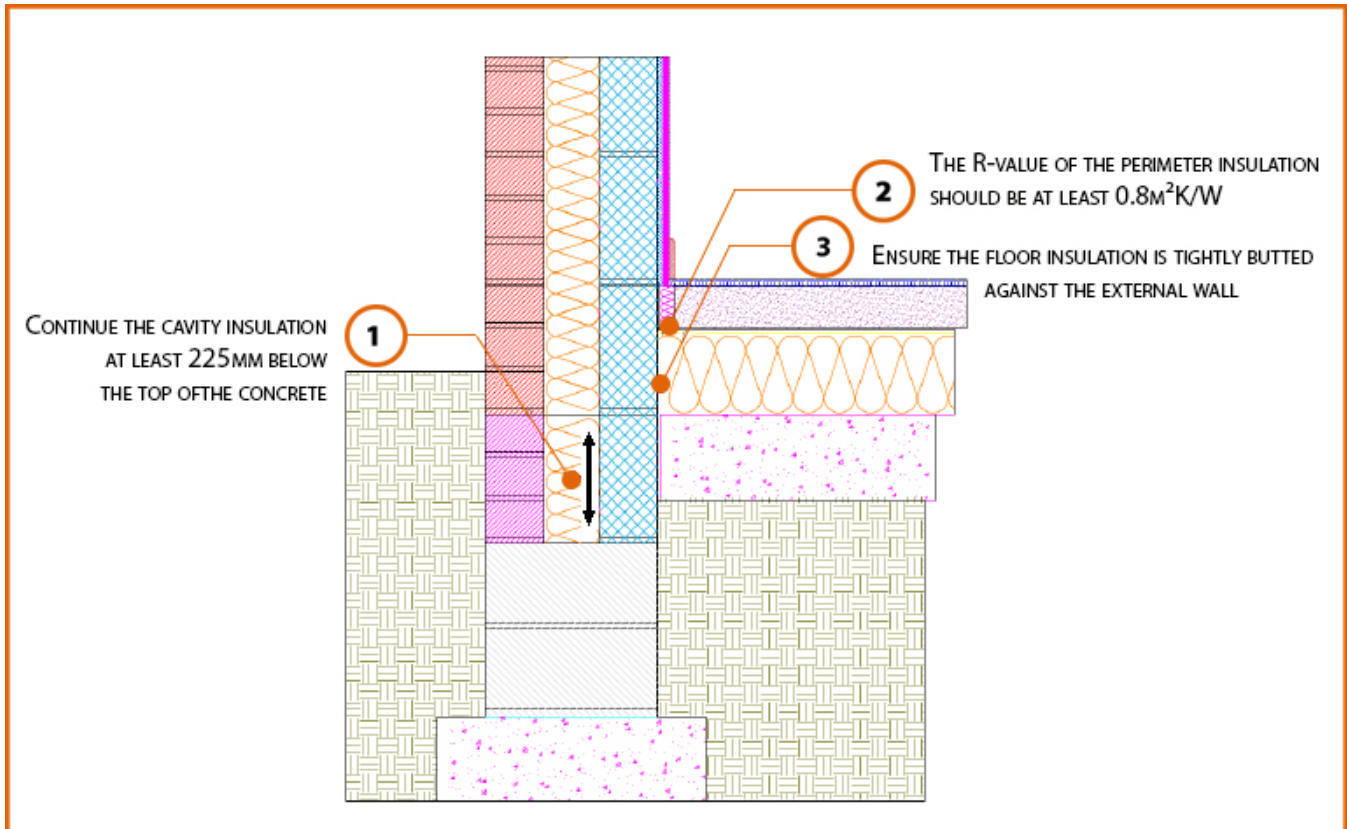 2
THE R-VALUE OF THE PERIMETER INSULATION
SHOULD BE AT LEAST 0.8M²K/W
3
ENSURE THE FLOOR INSULATION IS TIGHTLY BUTTED
AGAINST THE EXTERNAL WALL
1
CONTINUE THE CAVITY INSULATION
AT LEAST 225MM BELOW
THE TOP OFTHE CONCRETE